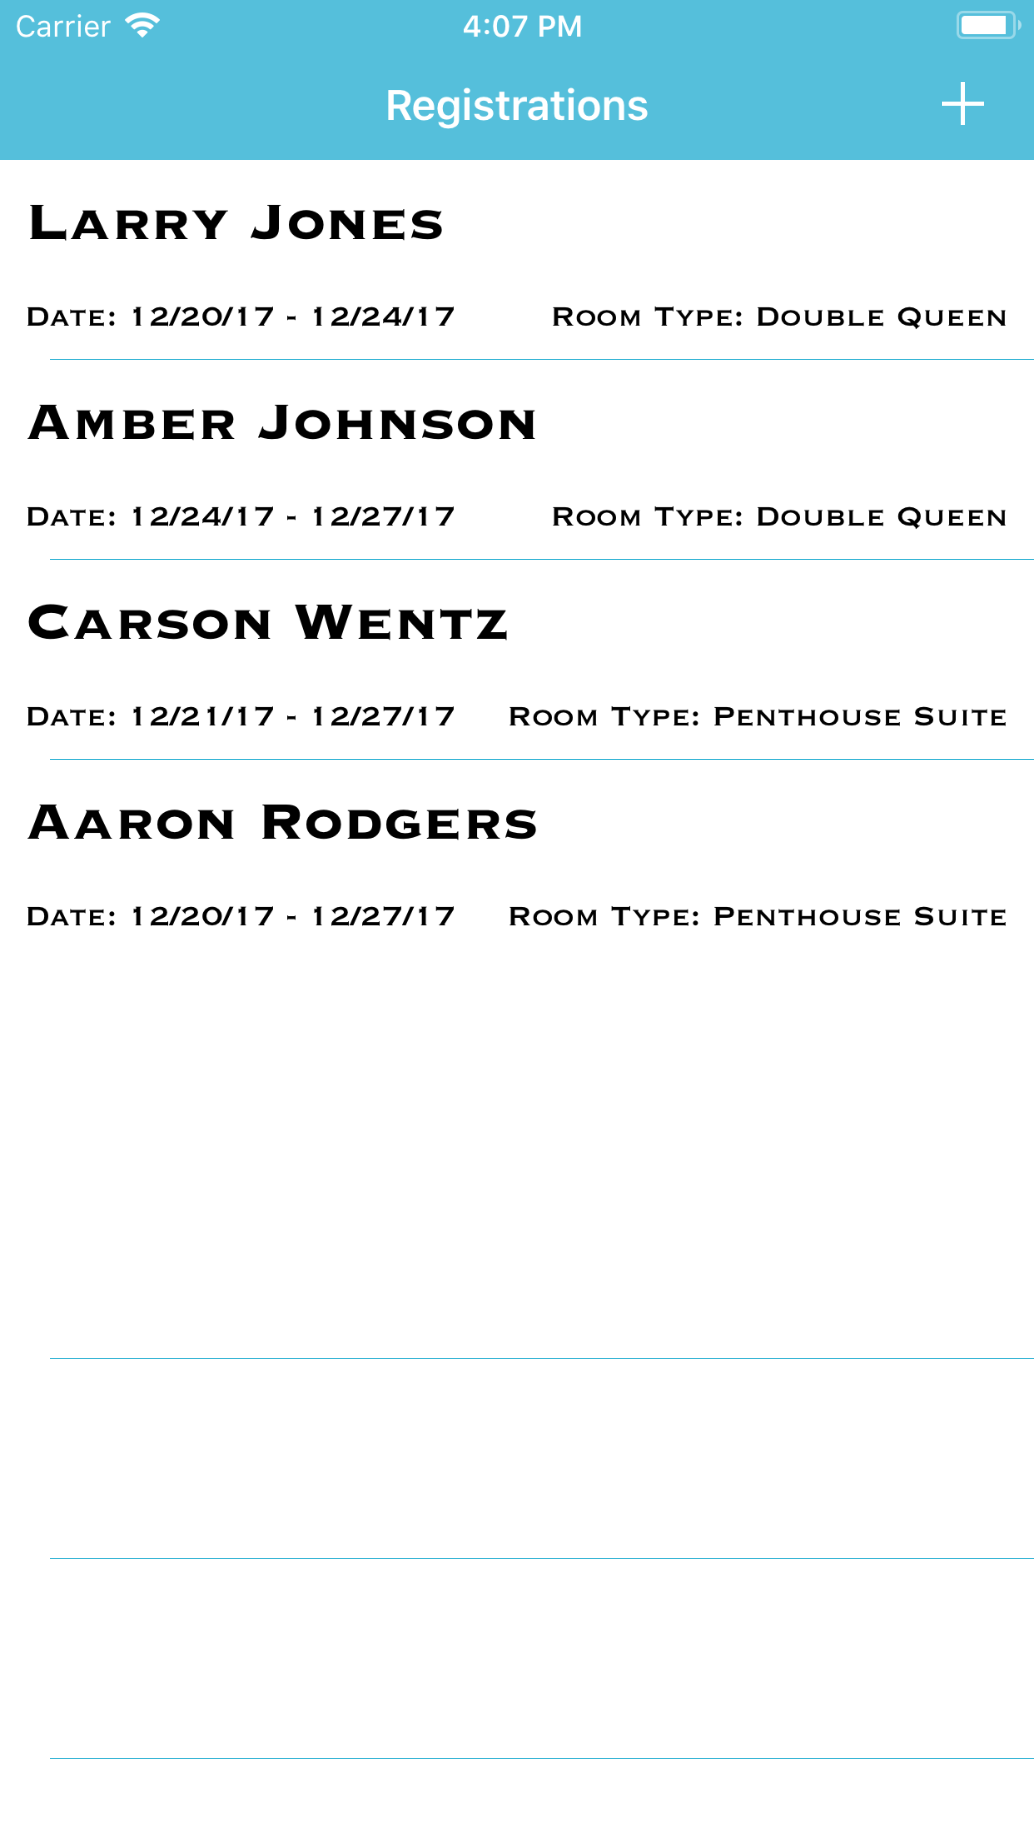 Carrier 4:07 PM
Registrations
Larry Jones
Date: 12/20/17 - 12/24/17 Room Type: Double Queen
Amber Johnson
Date: 12/24/17 - 12/27/17 Room Type: Double Queen
Carson Wentz
Date: 12/21/17 - 12/27/17 Room Type: Penthouse Suite
Aaron Rodgers
Date: 12/20/17 - 12/27/17 Room Type: Penthouse Suite